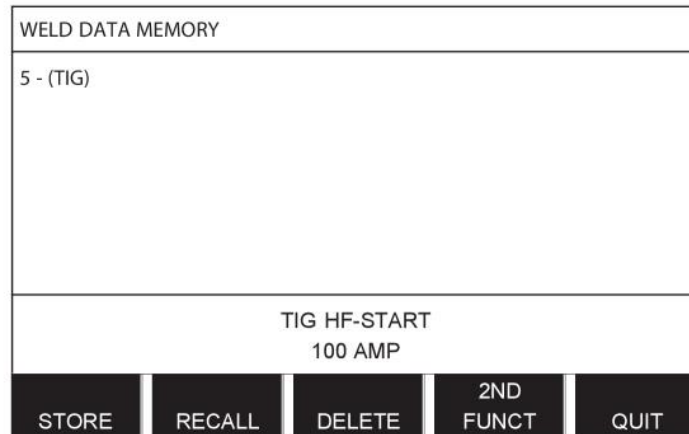 WELD DATA MEMORY
5 - (TIG)
TIG HF-START
100 AMP
STORE RECALL DELETE 2ND FUNCT QUIT